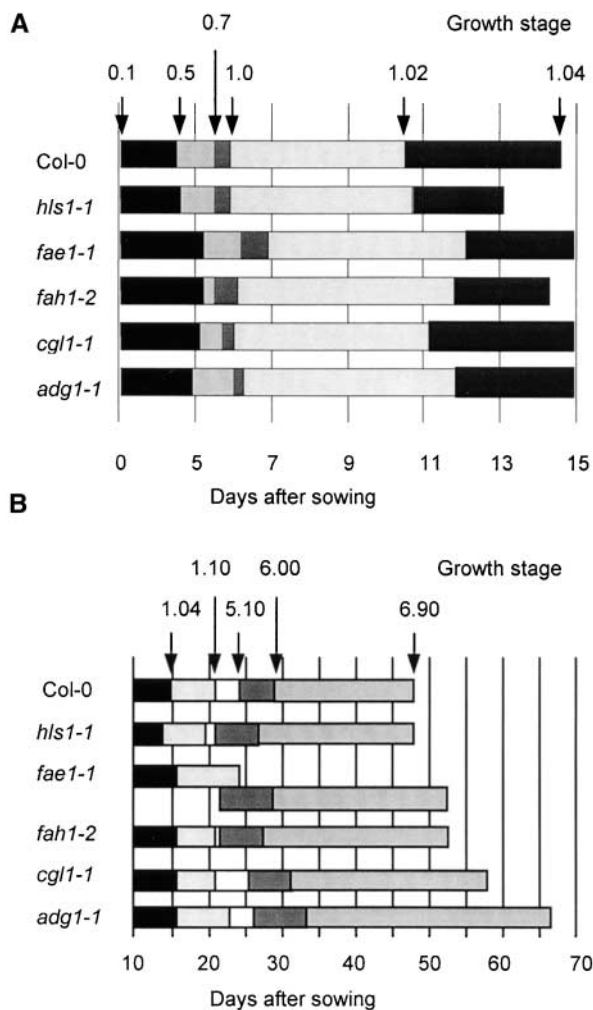 A
0.7
Growth stage
0.1 0.5 1.0 1.02 1.04
Col-0
hls1-1
fae1-1
fah1-2
cgl1-1
adg1-1
0 5 7 9 11 13 15
Days after sowing
B
1.10 6.00 Growth stage
1.04 5.10 6.90
Col-0
hls1-1
fae1-1
fah1-2
cgl1-1
adg1-1
10 20 30 40 50 60 70
Days after sowing